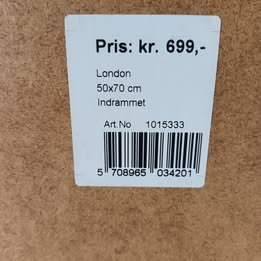 Pris: kr. 699,-
London
50x70 cm
Indrammet
Art.No 1015333
5 708965 034201